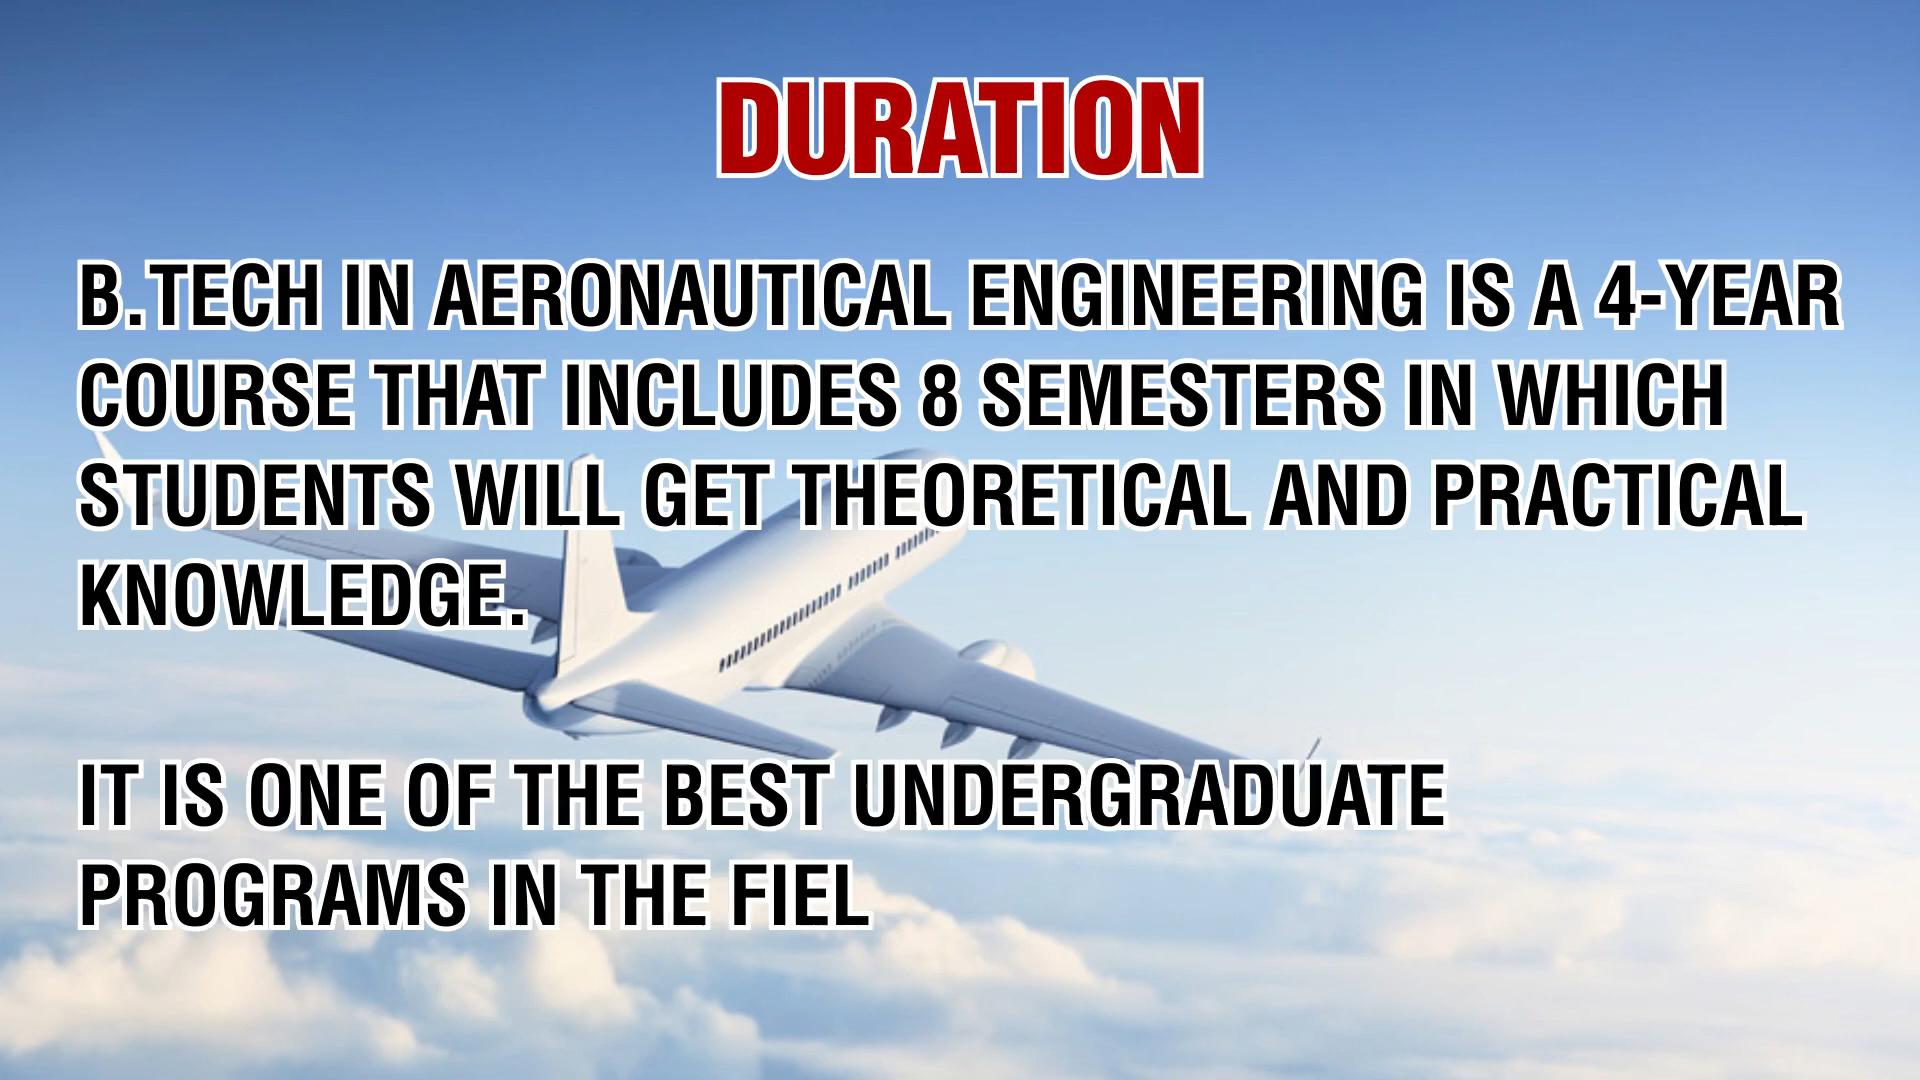 DURATION
B.TECH IN AERONAUTICAL ENGINEERING IS A 4-YEAR
COURSE THAT INCLUDES 8 SEMESTERS IN WHICH
STUDENTS WILL GET THEORETICAL AND PRACTICAL
KNOWLEDGE.
IT IS ONE OF THE BEST UNDERGRADUATE
PROGRAMS IN THE FIEL